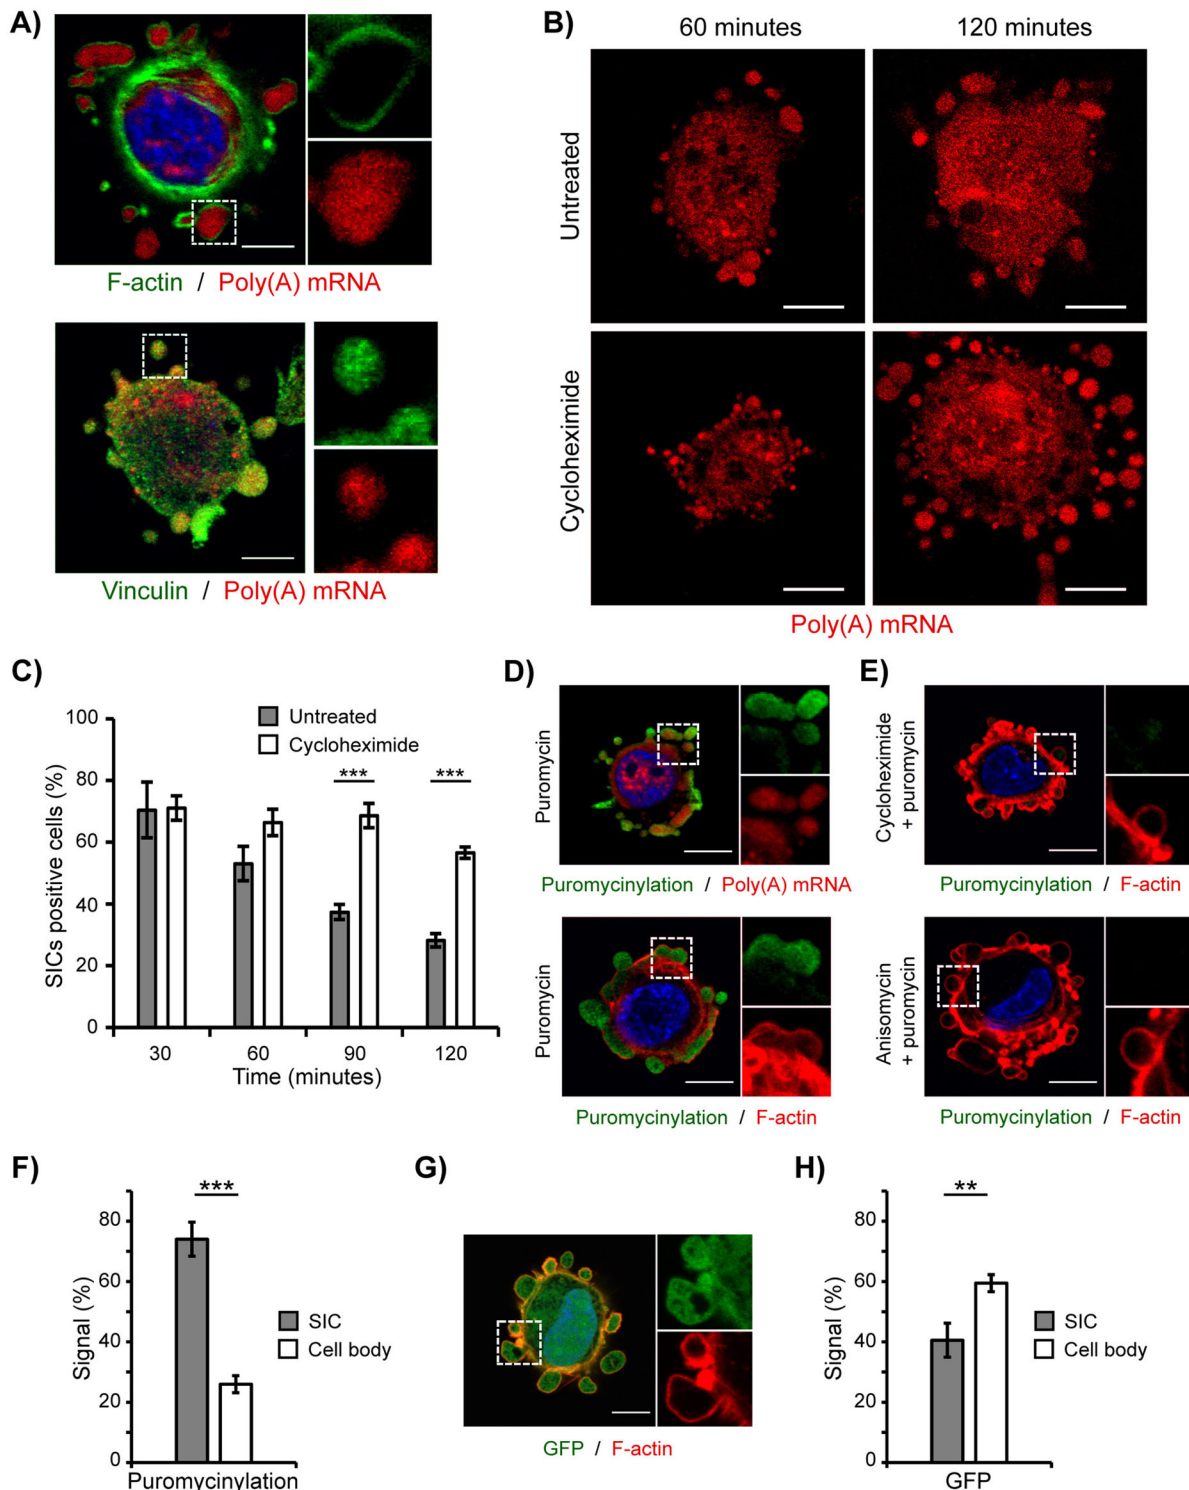 A)
F-actin / Poly(A) mRNA
Vinculin / Poly(A) mRNA
B)
60 minutes
120 minutes
Untreated
Cycloheximide
Poly(A) mRNA
C)
Untreated
Cycloheximide
SICs positive cells (%)
100
80
60
40
20
0
***
***
30
60
90
120
Time (minutes)
D)
Puromycin
Puromycinylation / Poly(A) mRNA
Puromycin
Puromycinylation / F-actin
E)
Cycloheximide
+ puromycin
Puromycinylation / F-actin
Anisomycin
+ puromycin
Puromycinylation / F-actin
F)
***
Signal (%)
80
60
40
20
0
SIC
Cell body
Puromycinylation
G)
GFP / F-actin
H)
**
Signal (%)
80
60
40
20
0
SIC
Cell body
GFP